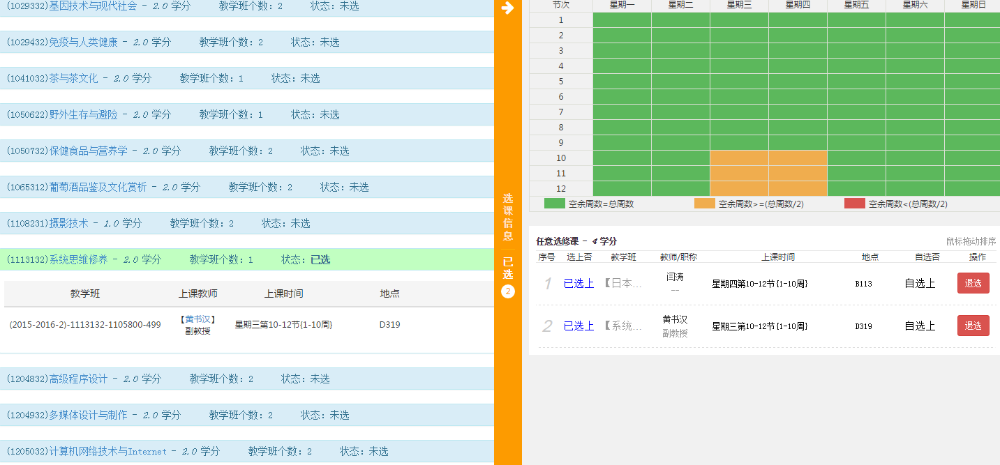 (1029332)基因技术与现代社会 - 2.0 学分 教学班个数: 2 状态: 未选
(1029432)免疫与人类健康 - 2.0 学分 教学班个数: 2 状态: 未选
(1041032)茶与茶文化 - 2.0 学分 教学班个数: 1 状态: 未选
(1050622)野外生存与避险 - 2.0 学分 教学班个数: 1 状态: 未选
(1050732)保健食品与营养学 - 2.0 学分 教学班个数: 2 状态: 未选
(1065312)葡萄酒品鉴及文化赏析 - 2.0 学分 教学班个数: 2 状态: 未选
(1108231)摄影技术 - 1.0 学分 教学班个数: 2 状态: 未选
(1113132)系统思维修养 - 2.0 学分 教学班个数: 1 状态: 已选
教学班 上课教师 上课时间 地点
(2015-2016-2)-1113132-1105800-499 【黄书汉】 副教授 星期三第10-12节{1-10周} D319
(1204832)高级程序设计 - 2.0 学分 教学班个数: 2 状态: 未选
(1204932)多媒体设计与制作 - 2.0 学分 教学班个数: 2 状态: 未选
(1205032)计算机网络技术与Internet - 2.0 学分 教学班个数: 2 状态: 未选
选课信息
已选
2
节次 星期一 星期二 星期三 星期四 星期五 星期六 星期日
1
2
3
4
5
6
7
8
9
10
11
12
空余周数=总周数 空余周数>=(总周数/2) 空余周数<(总周数/2)
任意选修课 - 4 学分 鼠标拖动排序
序号 选上否 教学班 教师/职称 上课时间 地点 自选否 操作
1 已选上 【日本... 闫涛 -- 星期四第10-12节{1-10周} B113 自选上 退选
2 已选上 【系统... 黄书汉 副教授 星期三第10-12节{1-10周} D319 自选上 退选